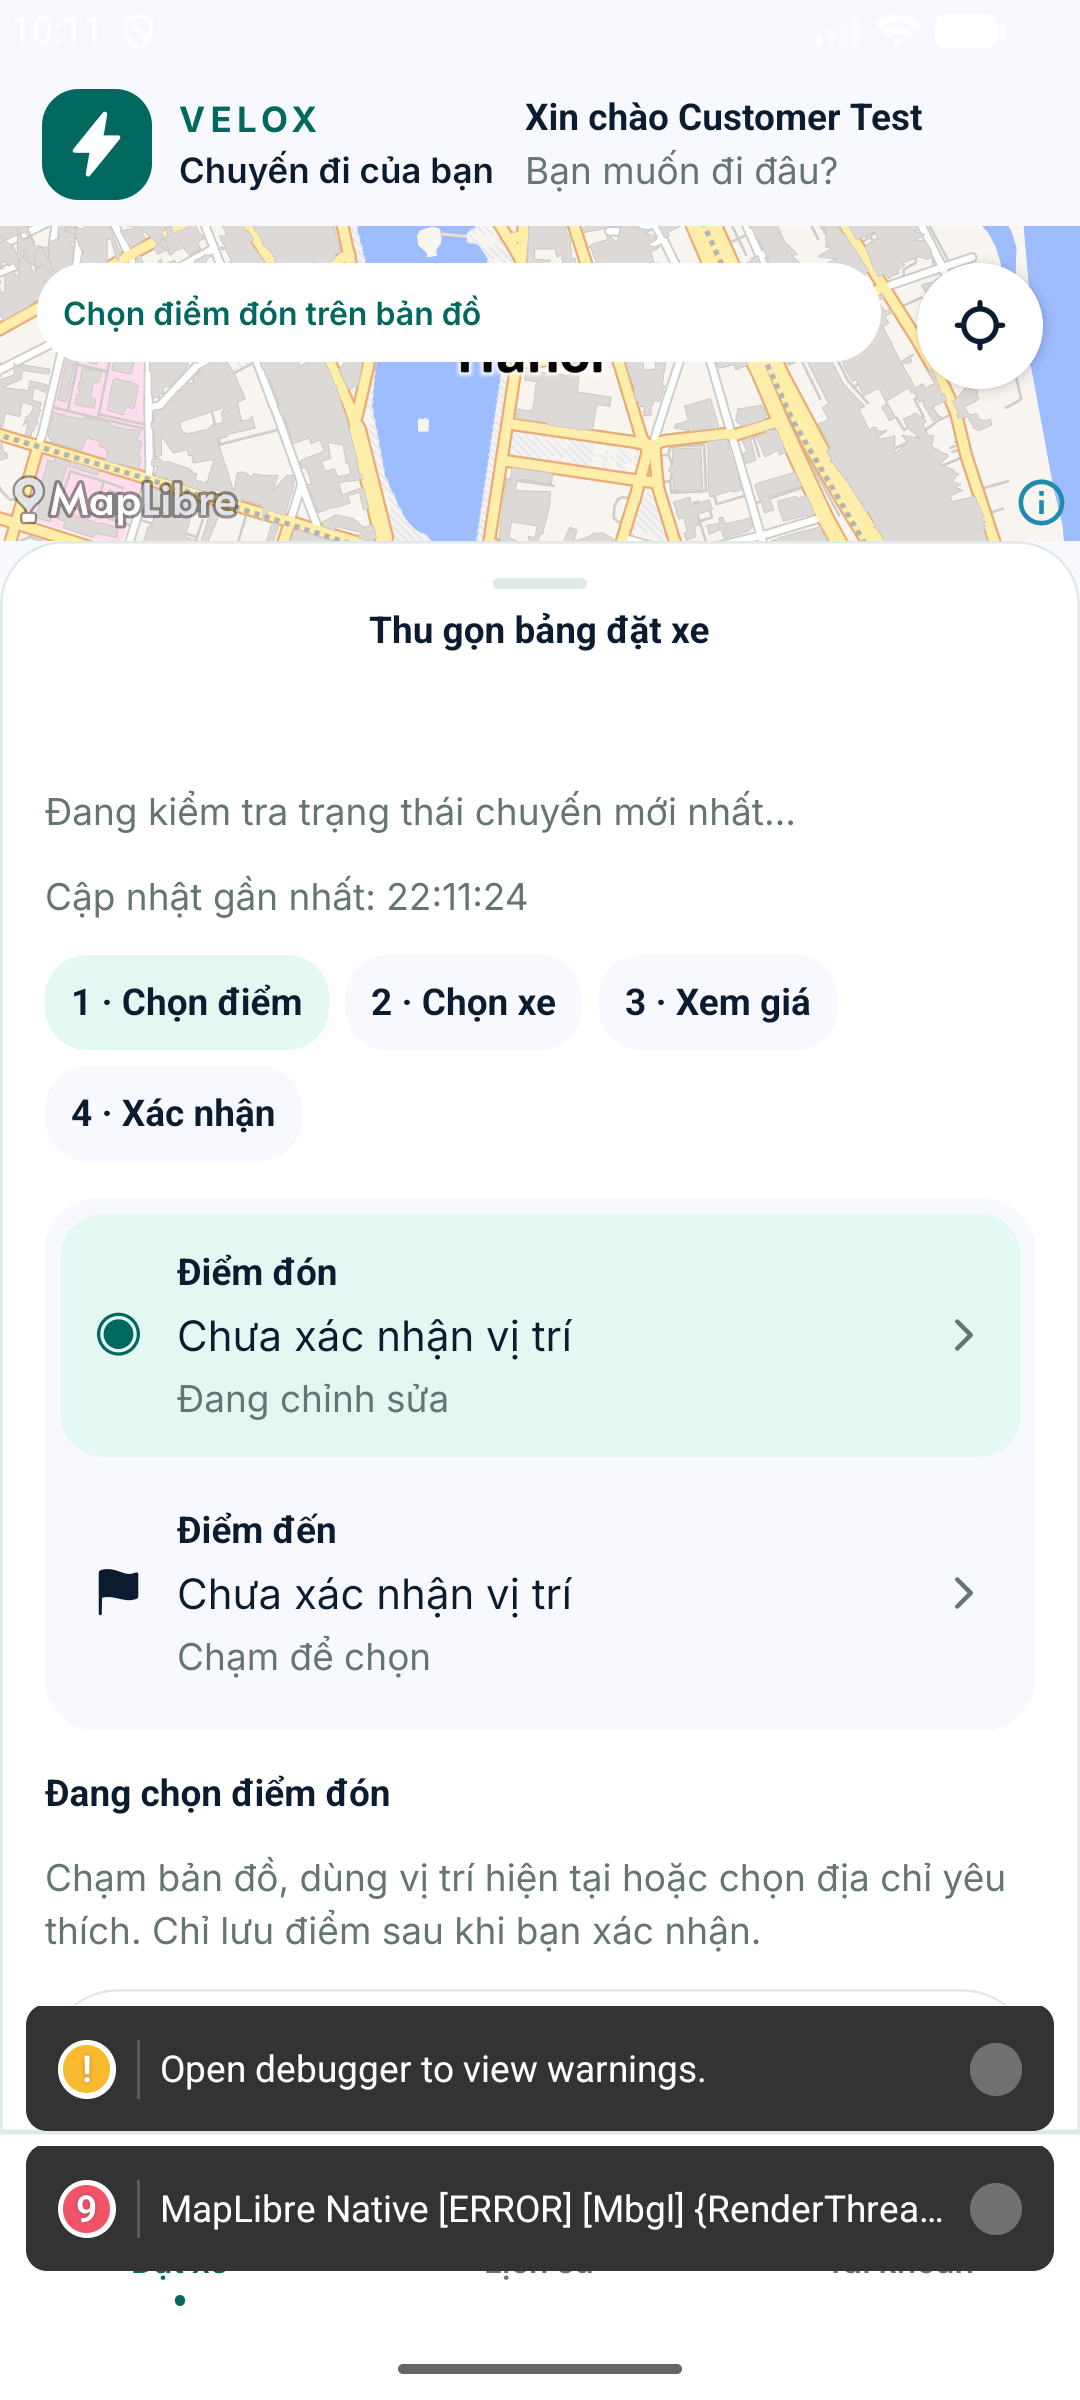 10:11
VELOX
Chuyến đi của bạn
Xin chào Customer Test
Bạn muốn đi đâu?
Chọn điểm đón trên bản đồ
Hanoi
MapLibre
Thu gọn bảng đặt xe
Đang kiểm tra trạng thái chuyến mới nhất...
Cập nhật gần nhất: 22:11:24
1 · Chọn điểm
2 · Chọn xe
3 · Xem giá
4 · Xác nhận
Điểm đón
Chưa xác nhận vị trí
Đang chỉnh sửa
Điểm đến
Chưa xác nhận vị trí
Chạm để chọn
Đang chọn điểm đón
Chạm bản đồ, dùng vị trí hiện tại hoặc chọn địa chỉ yêu
thích. Chỉ lưu điểm sau khi bạn xác nhận.
! Open debugger to view warnings.
9 MapLibre Native [ERROR] [Mbgl] {RenderThrea...